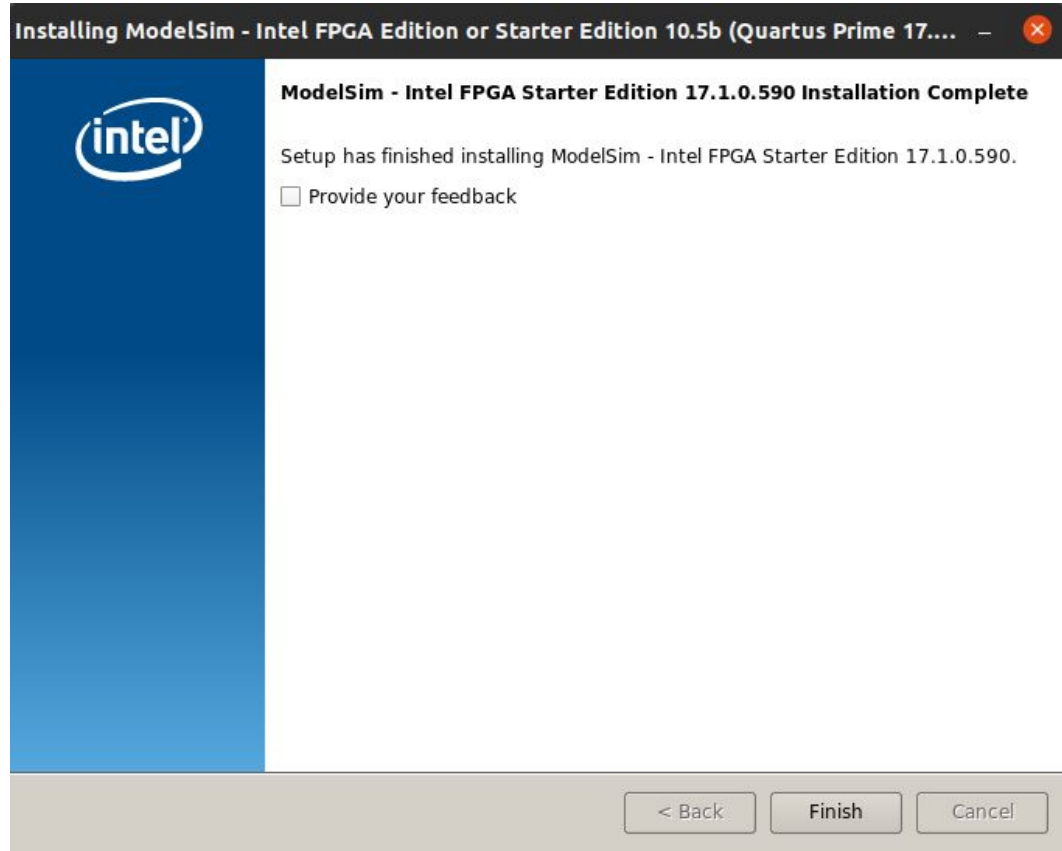 Installing ModelSim - Intel FPGA Edition or Starter Edition 10.5b (Quartus Prime 17....
intel
ModelSim - Intel FPGA Starter Edition 17.1.0.590 Installation Complete
Setup has finished installing ModelSim - Intel FPGA Starter Edition 17.1.0.590.
Provide your feedback
< Back Finish Cancel